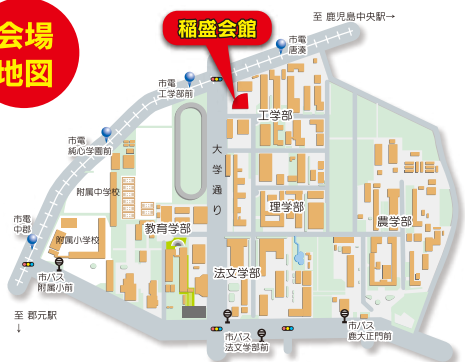 会場
地図
稲盛会館
至 鹿児島中央駅→
市電
唐湊
市電
工学部前
工学部
市電
純心学園前
大学通り
附属中学校
理学部
市電
中郡
教育学部
農学部
附属小学校
法文学部
市バス
附属小前
至 郡元駅
↓
市バス
法文学部前
市バス
鹿大正門前